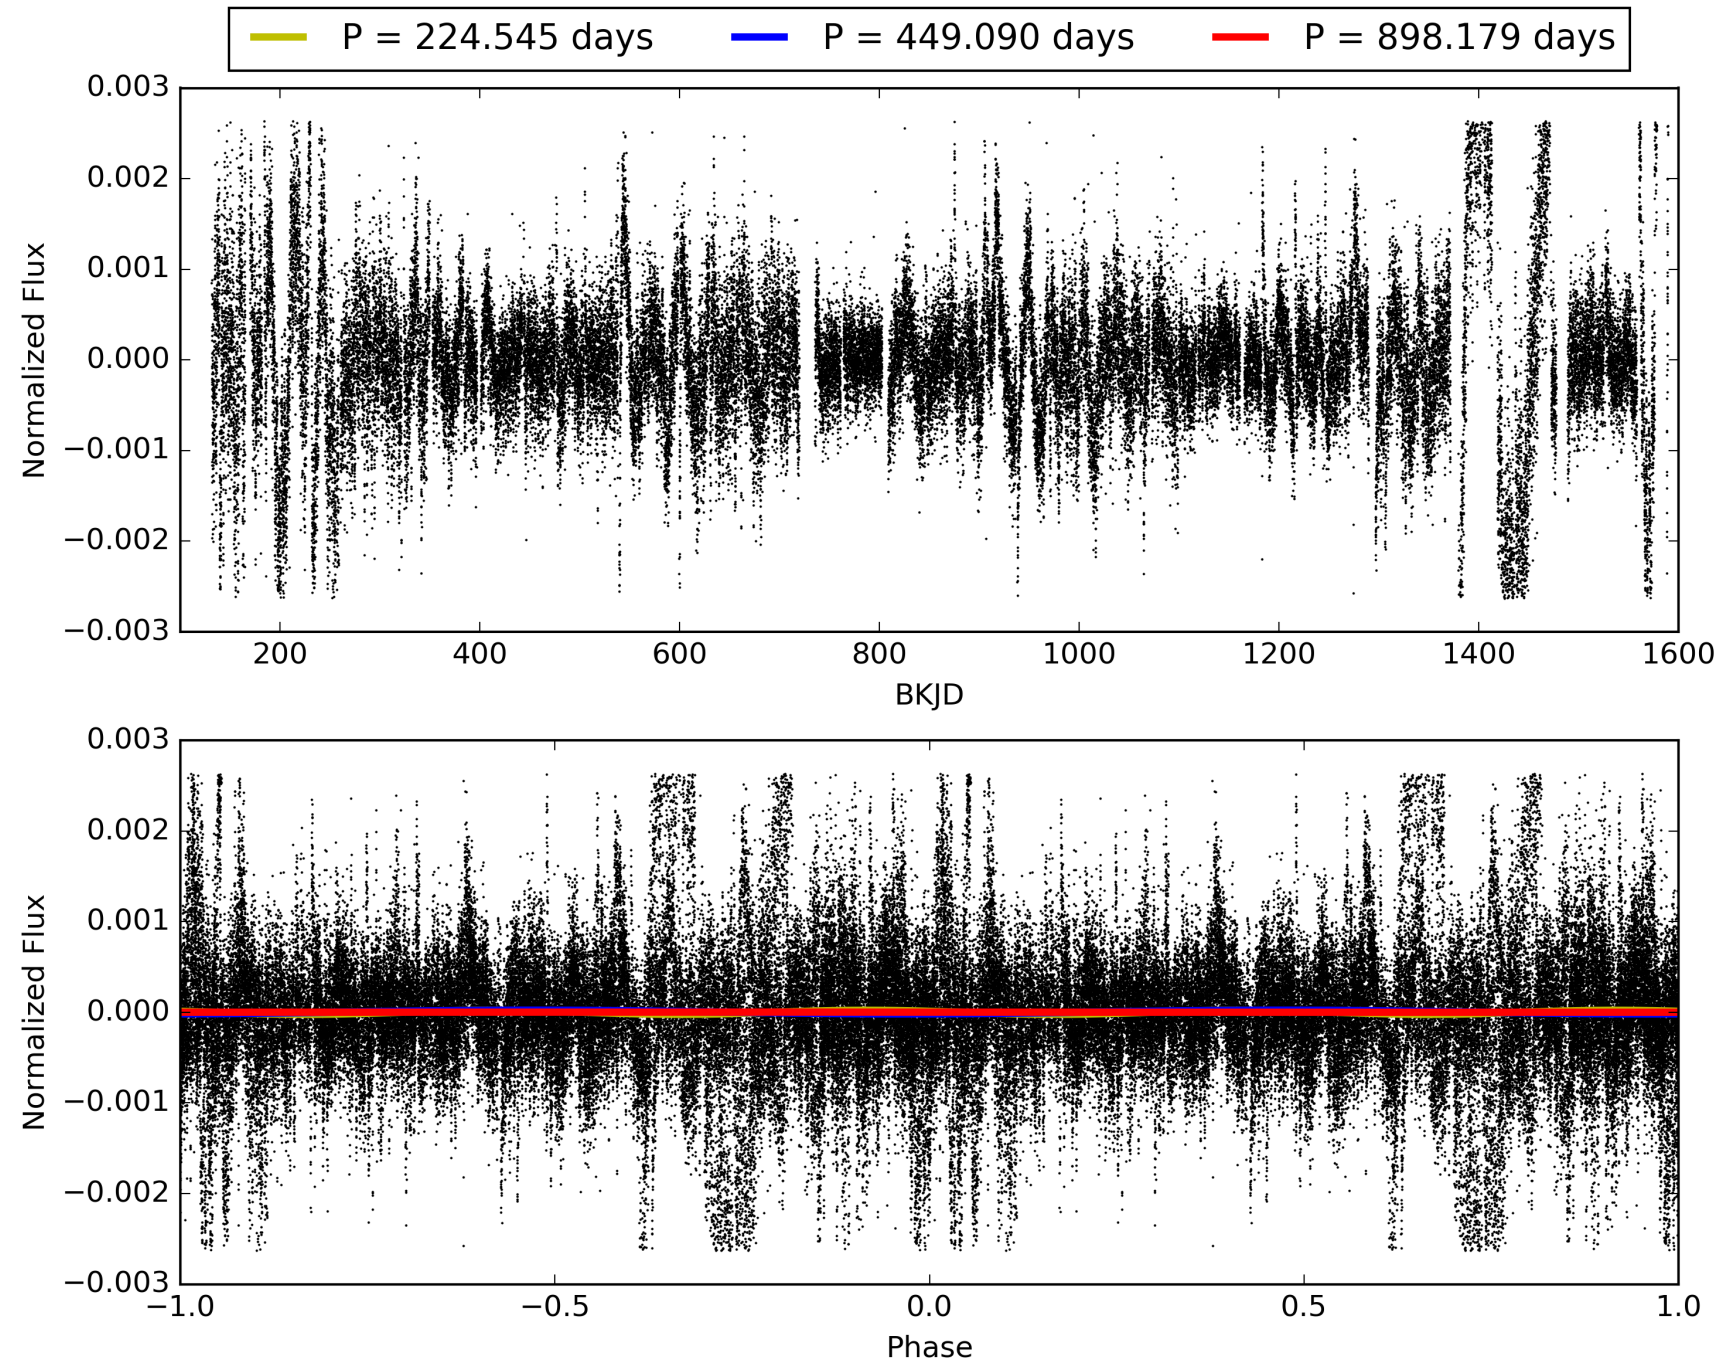 P = 224.545 days P = 449.090 days P = 898.179 days
0.003
0.002
0.001
0.000
−0.001
−0.002
−0.003
Normalized Flux
200 400 600 800 1000 1200 1400 1600
BKJD
0.003
0.002
0.001
0.000
−0.001
−0.002
−0.003
Normalized Flux
−1.0 −0.5 0.0 0.5 1.0
Phase